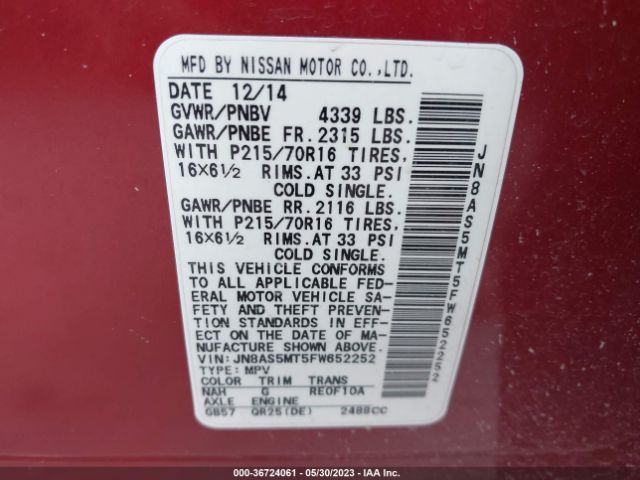 MFD BY NISSAN MOTOR CO.,LTD.
DATE 12/14
GVWR/PNBV 4339 LBS.
GAWR/PNBE FR. 2315 LBS.
WITH P215/70R16 TIRES,
16×6½ RIMS.AT 33 PSI
COLD SINGLE.
GAWR/PNBE RR. 2116 LBS.
WITH P215/70R16 TIRES,
16×6½ RIMS.AT 33 PSI
COLD SINGLE.
THIS VEHICLE CONFORMS
TO ALL APPLICABLE FED-
ERAL MOTOR VEHICLE SA-
FETY AND THEFT PREVEN-
TION STANDARDS IN EFF-
ECT ON THE DATE OF MA-
NUFACTURE SHOWN ABOVE.
VIN: JN8AS5MT5FW652252
TYPE: MPV
COLOR TRIM TRANS
NAH G RE0F10A
AXLE ENGINE
GB57 QR25(DE) 2488CC
JN8AS5MT5FW652252
000-36724061 - 05/30/2023 - IAA Inc.